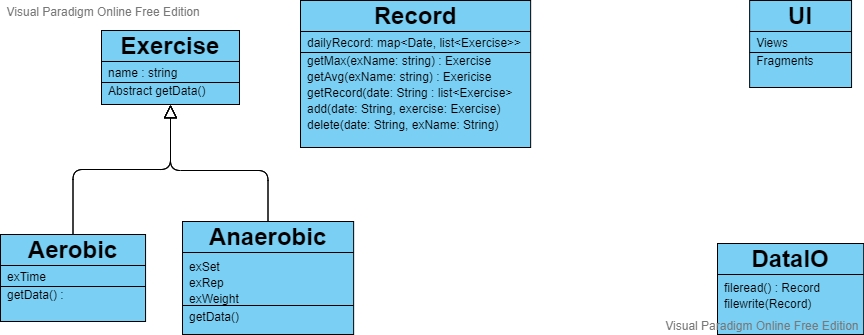 Visual Paradigm Online Free Edition
Exercise
name : string
Abstract getData()
Record
dailyRecord: map<Date, list<Exercise>>
getMax(exName: string) : Exercise
getAvg(exName: string) : Exericise
getRecord(date: String : list<Exercise>
add(date: String, exercise: Exercise)
delete(date: String, exName: String)
UI
Views
Fragments
Aerobic
exTime
getData() :
Anaerobic
exSet
exRep
exWeight
getData()
DataIO
fileread() : Record
filewrite(Record)
Visual Paradigm Online Free Edition